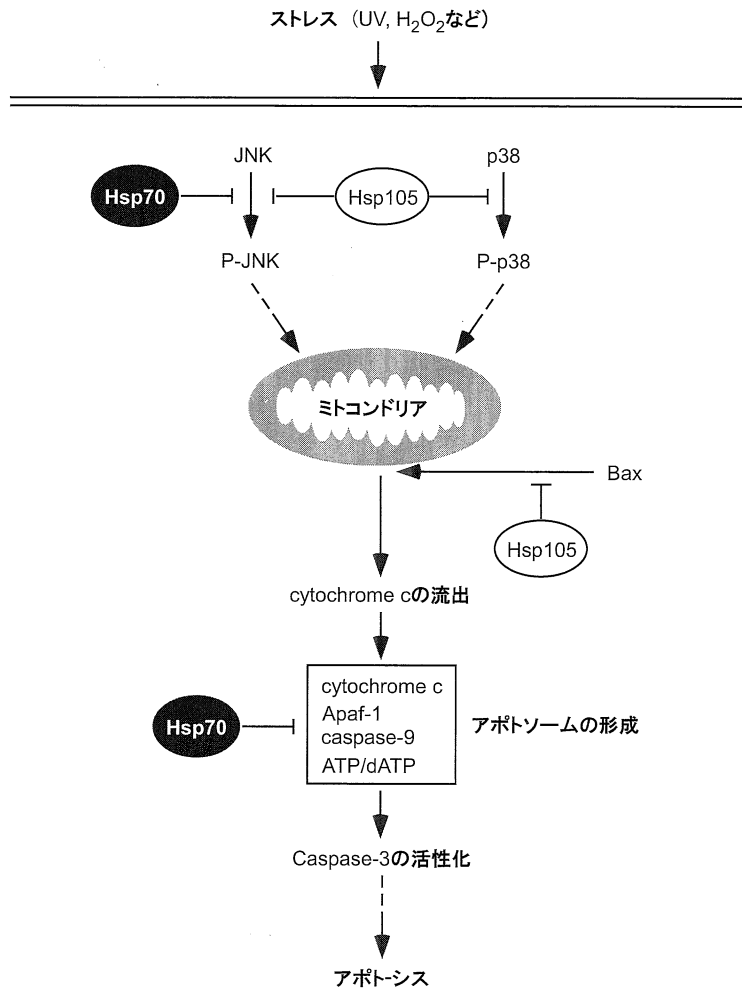 ストレス (UV, H₂O₂など)
JNK
p38
Hsp70
Hsp105
P-JNK
P-p38
ミトコンドリア
Bax
Hsp105
cytochrome cの流出
cytochrome c
Apaf-1
caspase-9
ATP/dATP
Hsp70
アポトソームの形成
Caspase-3の活性化
アポト-シス